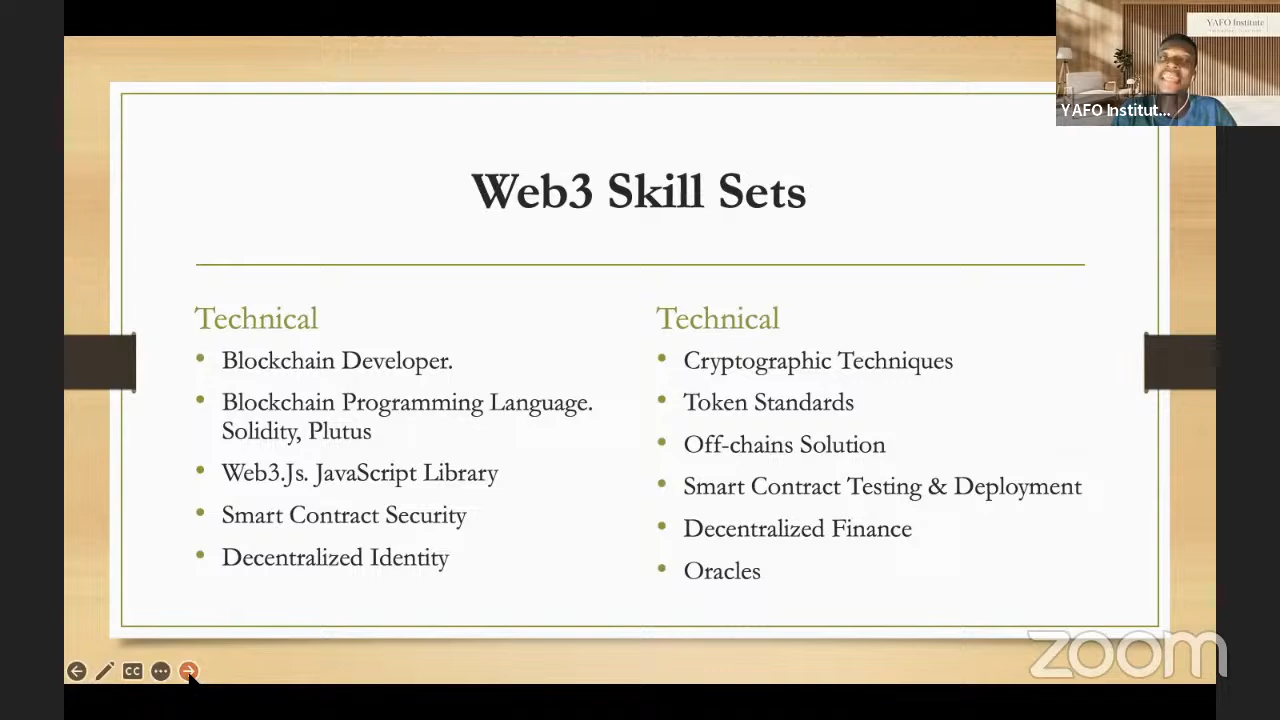 YAFO Institute
YAFO Institut...
Web3 Skill Sets
Technical
• Blockchain Developer.
• Blockchain Programming Language.
Solidity, Plutus
• Web3.Js. JavaScript Library
• Smart Contract Security
• Decentralized Identity
Technical
• Cryptographic Techniques
• Token Standards
• Off-chains Solution
• Smart Contract Testing & Deployment
• Decentralized Finance
• Oracles
CC
zoom